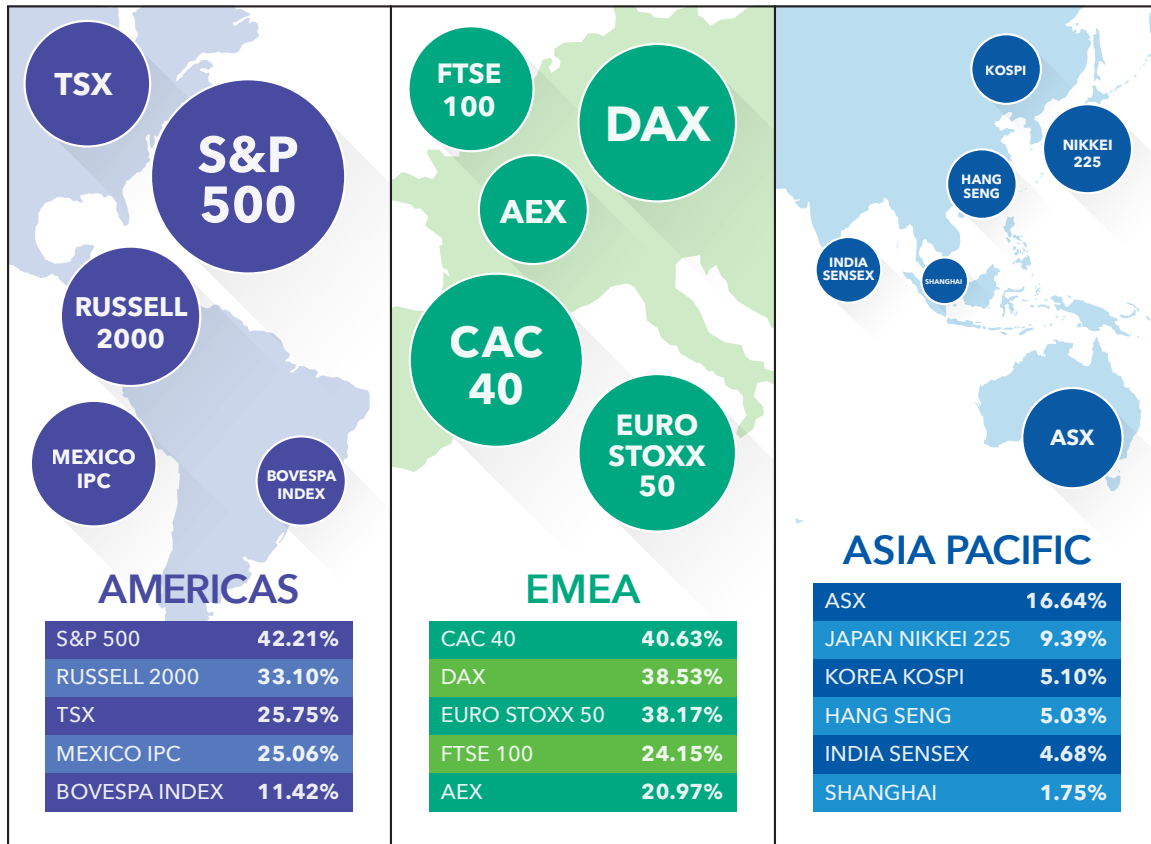 TSX
S&P
500
RUSSELL
2000
MEXICO
IPC
BOVESPA
INDEX
AMERICAS
S&P 500 42.21%
RUSSELL 2000 33.10%
TSX 25.75%
MEXICO IPC 25.06%
BOVESPA INDEX 11.42%
FTSE
100
DAX
AEX
CAC
40
EURO
STOXX
50
EMEA
CAC 40 40.63%
DAX 38.53%
EURO STOXX 50 38.17%
FTSE 100 24.15%
AEX 20.97%
KOSPI
NIKKEI
225
HANG
SENG
INDIA
SENSEX
SHANGHAI
ASX
ASIA PACIFIC
ASX 16.64%
JAPAN NIKKEI 225 9.39%
KOREA KOSPI 5.10%
HANG SENG 5.03%
INDIA SENSEX 4.68%
SHANGHAI 1.75%